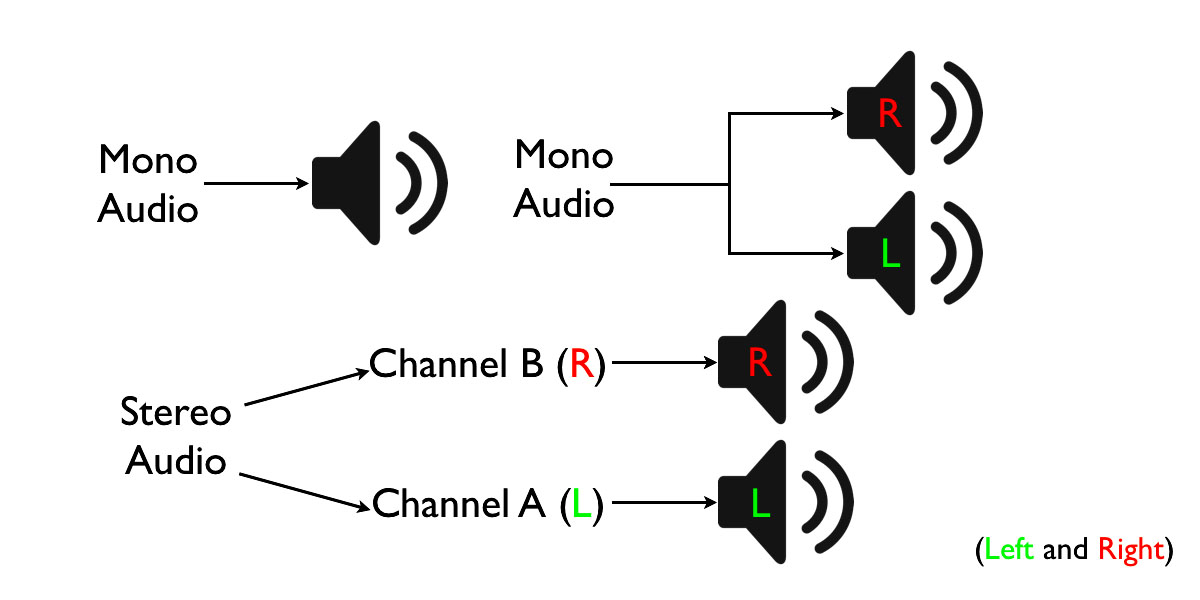 Mono
Audio
Mono
Audio
R
L
Stereo
Audio
Channel B (R)
R
Channel A (L)
L
(Left and Right)